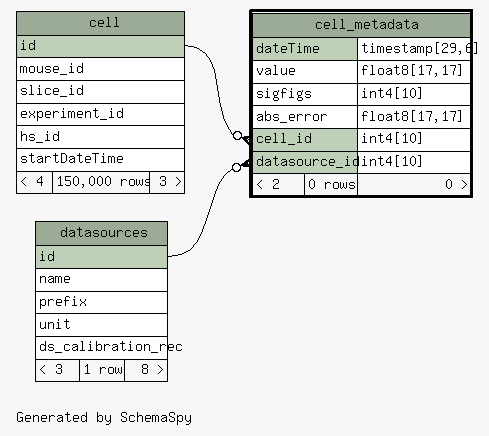 cell
id
mouse_id
slice_id
experiment_id
hs_id
startDateTime
< 4 150,000 rows 3 >
cell_metadata
dateTime timestamp[29,6]
value float8[17,17]
sigfigs int4[10]
abs_error float8[17,17]
cell_id int4[10]
datasource_id int4[10]
< 2 0 rows 0 >
datasources
id
name
prefix
unit
ds_calibration_rec
< 3 1 row 8 >
Generated by SchemaSpy